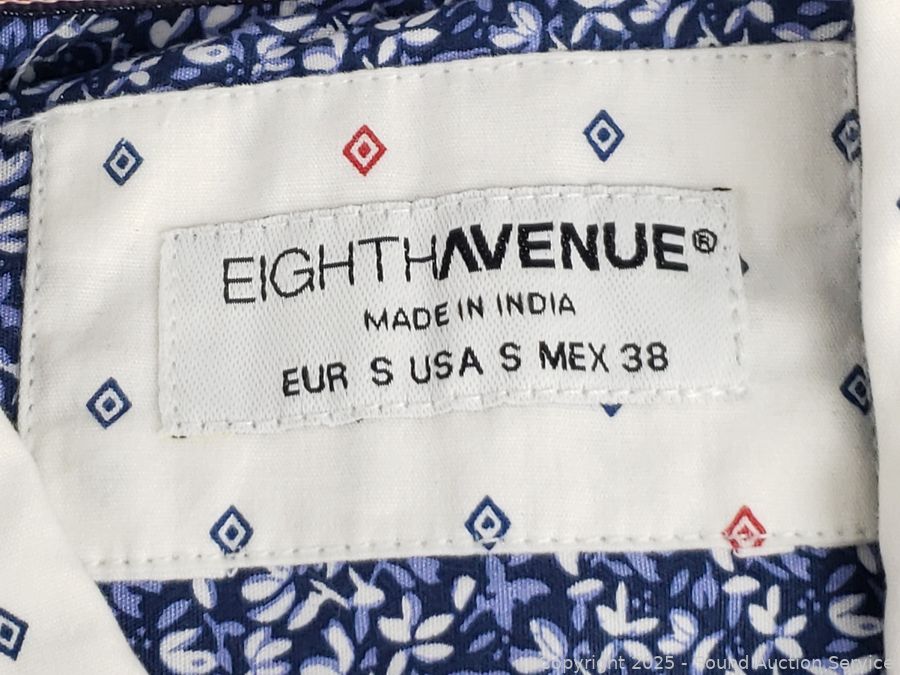 EIGHTHAVENUE®
MADE IN INDIA
EUR S USA S MEX 38
Copyright 2025 - Sound Auction Service